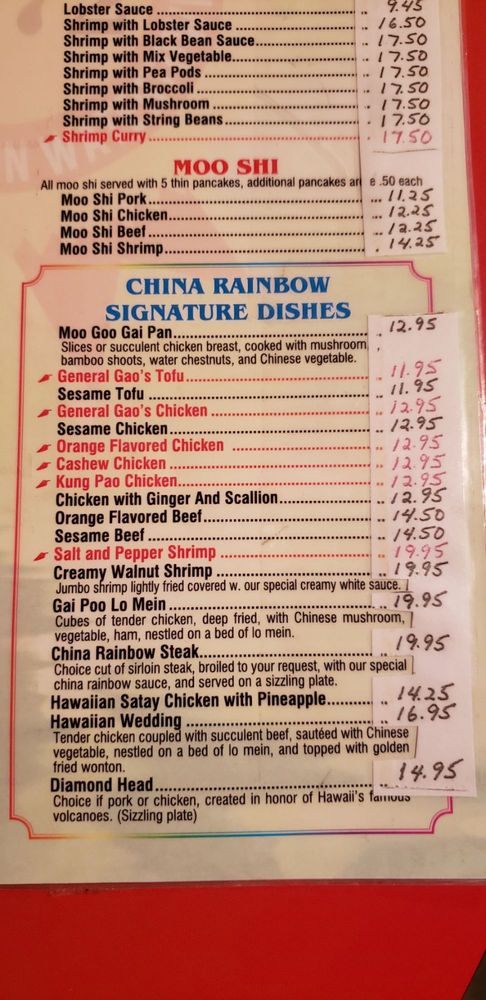 Lobster Sauce ........ 9.45
Shrimp with Lobster Sauce ........ 16.50
Shrimp with Black Bean Sauce........ 17.50
Shrimp with Mix Vegetable........ 17.50
Shrimp with Pea Pods ........ 17.50
Shrimp with Broccoli ........ 17.50
Shrimp with Mushroom ........ 17.50
Shrimp with String Beans........ 17.50
Shrimp Curry........ 17.50
MOO SHI
All moo shi served with 5 thin pancakes, additional pancakes are .50 each
Moo Shi Pork........ 11.25
Moo Shi Chicken........ 12.25
Moo Shi Beef........ 12.25
Moo Shi Shrimp........ 14.25
CHINA RAINBOW
SIGNATURE DISHES
Moo Goo Gai Pan........ 12.95
Slices or succulent chicken breast, cooked with mushroom,
bamboo shoots, water chestnuts, and Chinese vegetable.
General Gao's Tofu........ 11.95
Sesame Tofu ........ 11.95
General Gao's Chicken ........ 12.95
Sesame Chicken........ 12.95
Orange Flavored Chicken ........ 12.95
Cashew Chicken ........ 12.95
Kung Pao Chicken........ 12.95
Chicken with Ginger And Scallion........ 12.95
Orange Flavored Beef........ 14.50
Sesame Beef ........ 14.50
Salt and Pepper Shrimp ........ 19.95
Creamy Walnut Shrimp ........ 19.95
Jumbo shrimp lightly fried covered w. our special creamy white sauce.
Gai Poo Lo Mein ........ 19.95
Cubes of tender chicken, deep fried, with Chinese mushroom,
vegetable, ham, nestled on a bed of lo mein.
China Rainbow Steak........ 19.95
Choice cut of sirloin steak, broiled to your request, with our special
china rainbow sauce, and served on a sizzling plate.
Hawaiian Satay Chicken with Pineapple........ 14.25
Hawaiian Wedding ........ 16.95
Tender chicken coupled with succulent beef, sautéed with Chinese
vegetable, nestled on a bed of lo mein, and topped with golden
fried wonton.
Diamond Head........ 14.95
Choice if pork or chicken, created in honor of Hawaii's famous
volcanoes. (Sizzling plate)